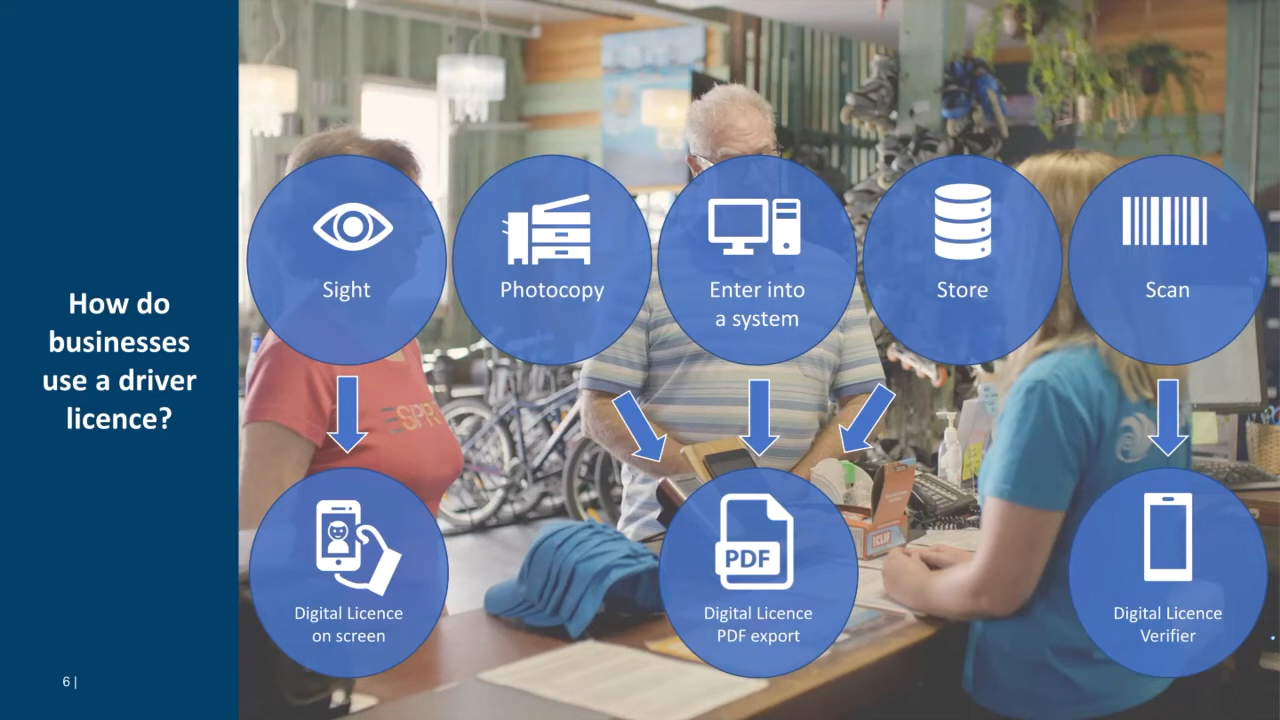 How do
businesses
use a driver
licence?
Sight
Photocopy
Enter into
a system
Store
Scan
Digital Licence
on screen
PDF
Digital Licence
PDF export
Digital Licence
Verifier
CLIF
6 |